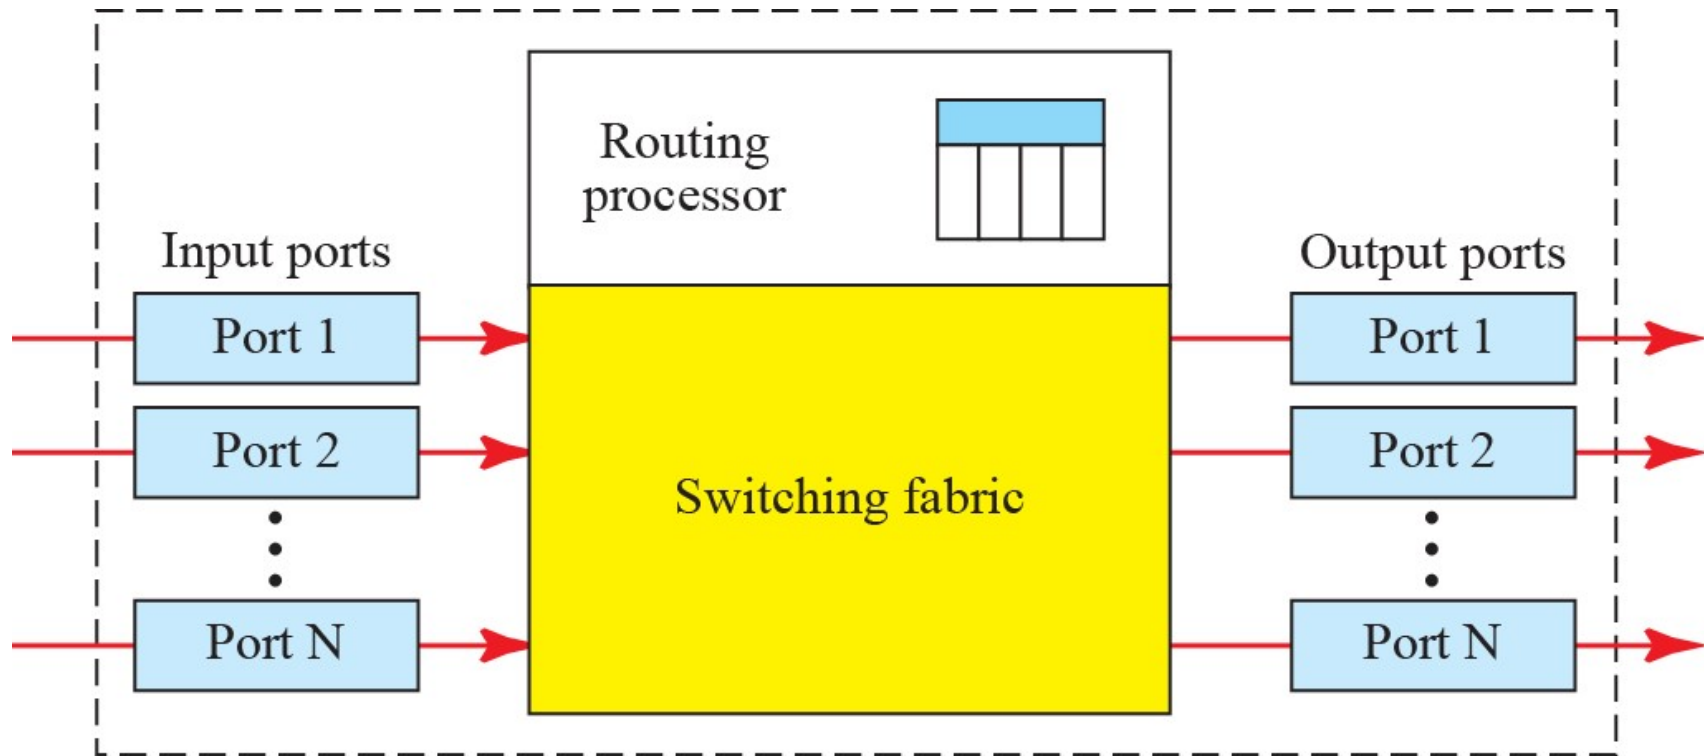 Routing
processor
Input ports
Output ports
Port 1
Port 1
Port 2
Port 2
Switching fabric
Port N
Port N